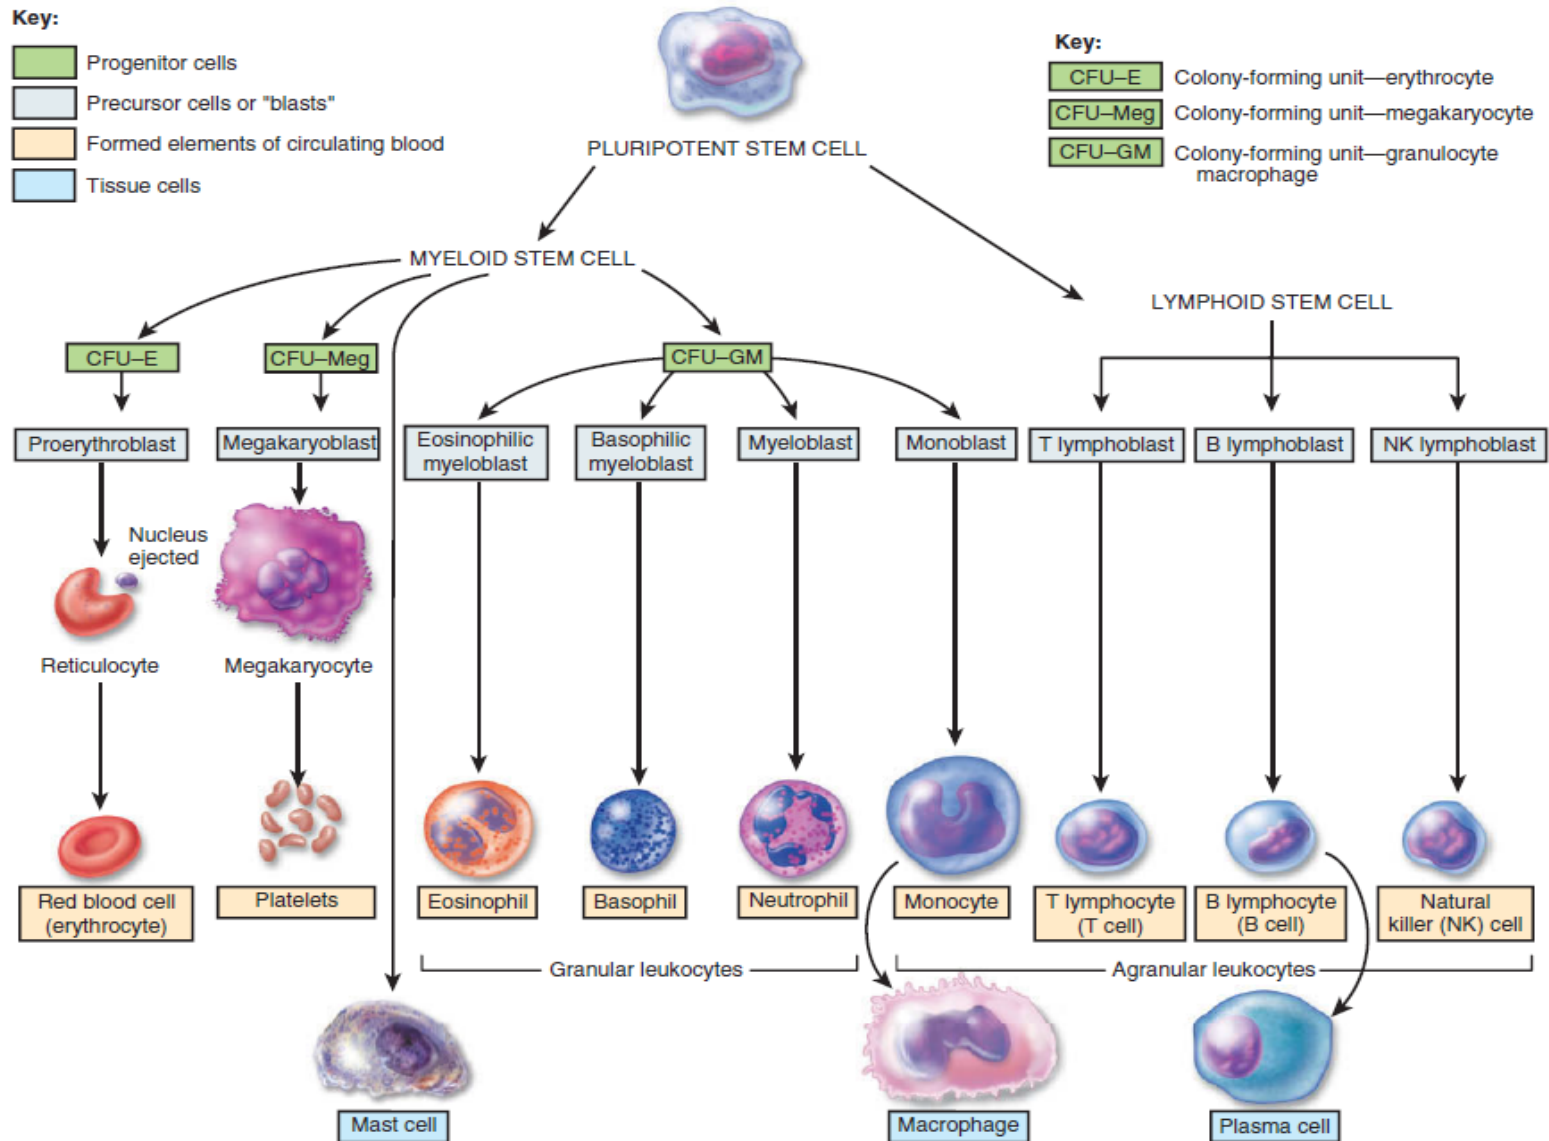 Key:
Progenitor cells
Precursor cells or "blasts"
Formed elements of circulating blood
Tissue cells
Key:
CFU–E Colony-forming unit—erythrocyte
CFU–Meg Colony-forming unit—megakaryocyte
CFU–GM Colony-forming unit—granulocyte
macrophage
PLURIPOTENT STEM CELL
MYELOID STEM CELL
LYMPHOID STEM CELL
CFU–E
CFU–Meg
CFU–GM
Proerythroblast
Megakaryoblast
Eosinophilic
myeloblast
Basophilic
myeloblast
Myeloblast
Monoblast
T lymphoblast
B lymphoblast
NK lymphoblast
Nucleus
ejected
Reticulocyte
Megakaryocyte
Red blood cell
(erythrocyte)
Platelets
Eosinophil
Basophil
Neutrophil
Monocyte
T lymphocyte
(T cell)
B lymphocyte
(B cell)
Natural
killer (NK) cell
Granular leukocytes
Agranular leukocytes
Mast cell
Macrophage
Plasma cell